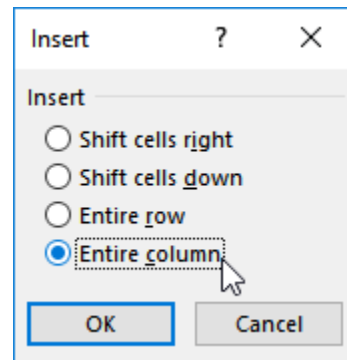 Insert ?
Insert
Shift cells right
Shift cells down
Entire row
Entire column
OK Cancel